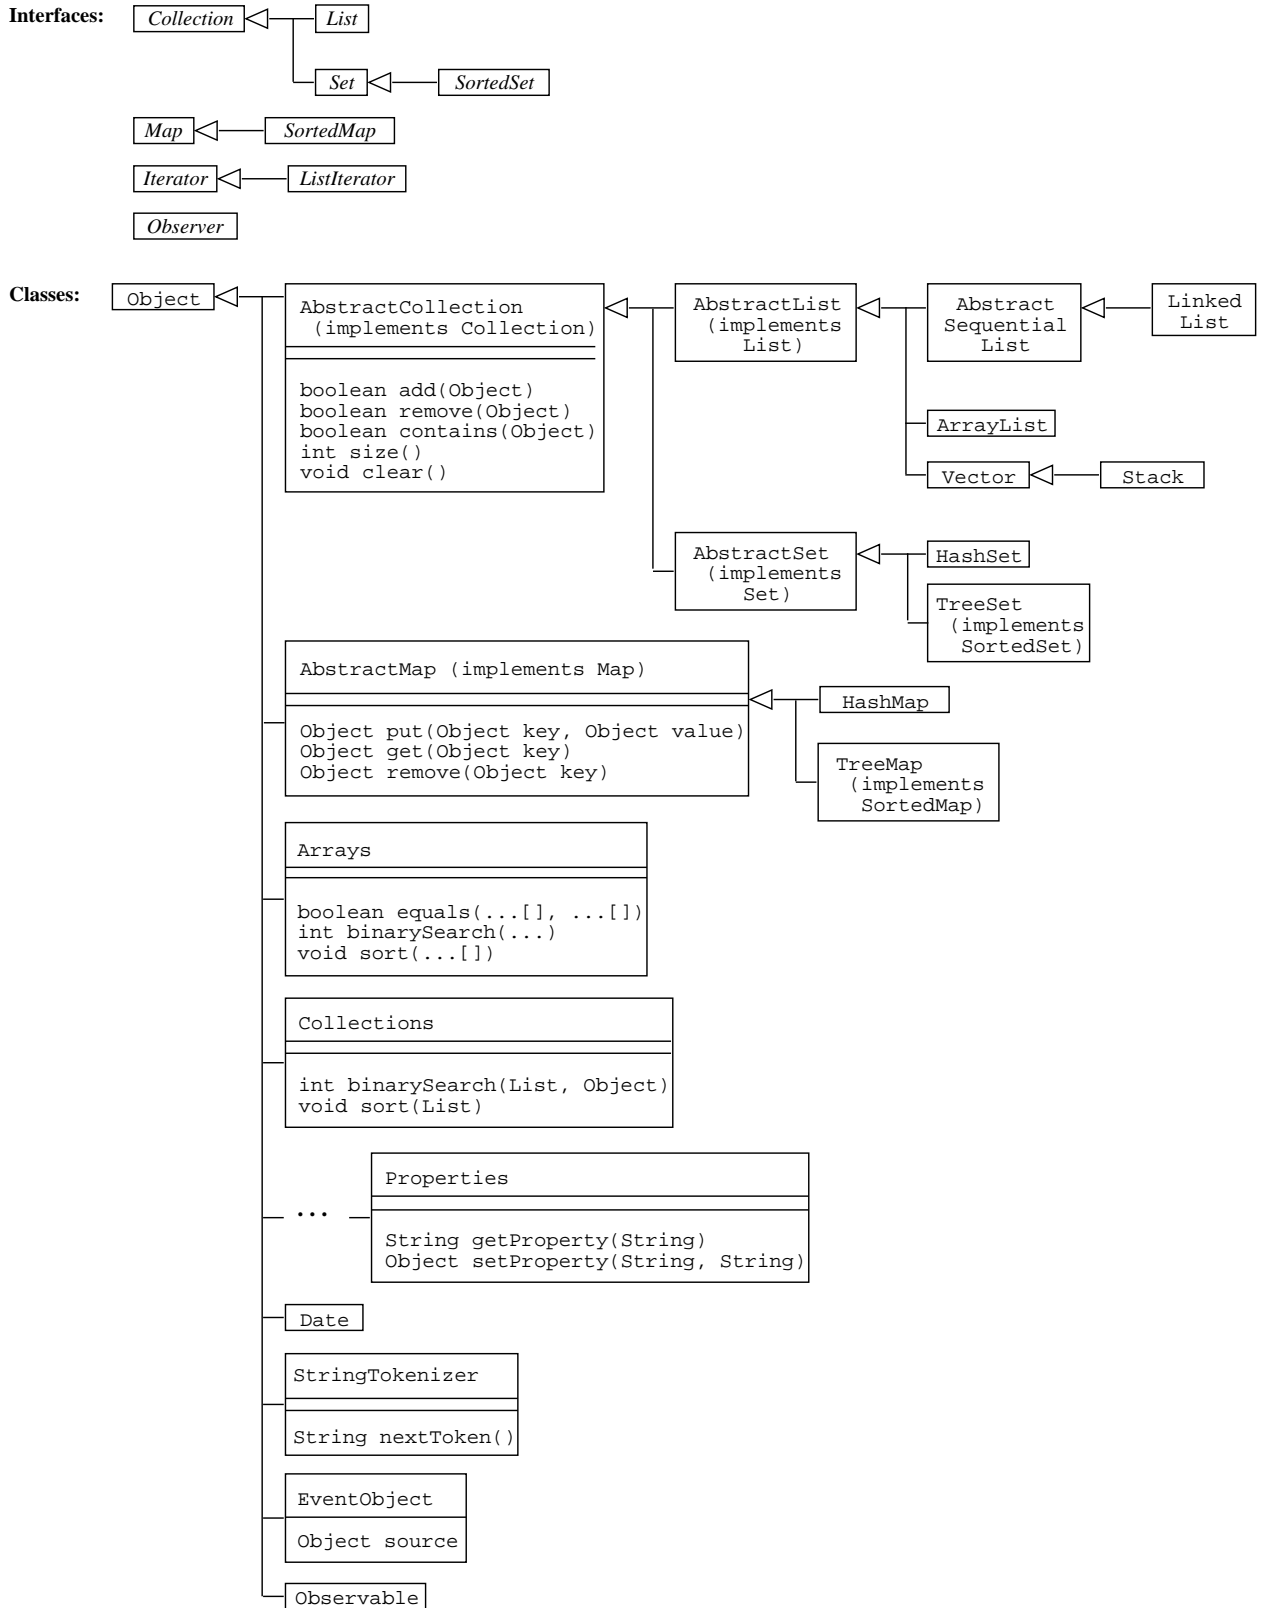 Interfaces:
Collection
List
Set
SortedSet
Map
SortedMap
Iterator
ListIterator
Observer
Classes:
Object
AbstractCollection
(implements Collection)
boolean add(Object)
boolean remove(Object)
boolean contains(Object)
int size()
void clear()
AbstractList
(implements
List)
Abstract
Sequential
List
Linked
List
ArrayList
Vector
Stack
AbstractSet
(implements
Set)
HashSet
TreeSet
(implements
SortedSet)
AbstractMap (implements Map)
Object put(Object key, Object value)
Object get(Object key)
Object remove(Object key)
HashMap
TreeMap
(implements
SortedMap)
Arrays
boolean equals(...[], ...[])
int binarySearch(...)
void sort(...[])
Collections
int binarySearch(List, Object)
void sort(List)
...
Properties
String getProperty(String)
Object setProperty(String, String)
Date
StringTokenizer
String nextToken()
EventObject
Object source
Observable